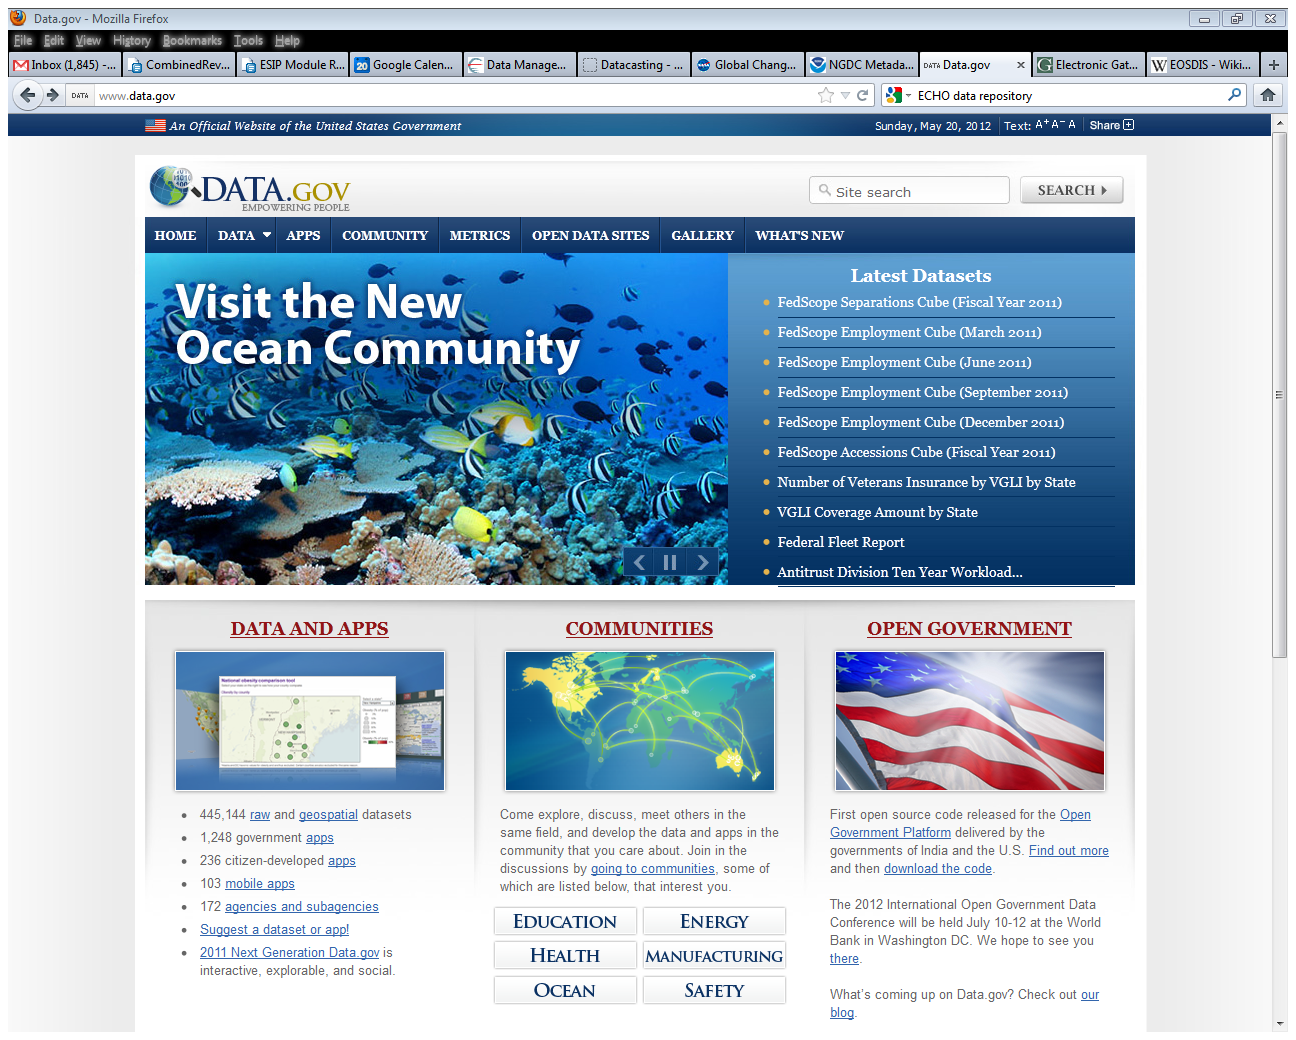 Data.gov - Mozilla Firefox
File Edit View History Bookmarks Tools Help
Inbox (1,845) -... CombinedRev... ESIP Module R... Google Calen... Data Manage... Datacasting - ... Global Chang... NGDC Metada... DATA Data.gov Electronic Gat... W EOSDIS - Wiki...
DATA www.data.gov ECHO data repository
An Official Website of the United States Government Sunday, May 20, 2012 Text: A+ A- A Share
DATA.GOV
EMPOWERING PEOPLE
Site search SEARCH
HOME DATA APPS COMMUNITY METRICS OPEN DATA SITES GALLERY WHAT'S NEW
Visit the New
Ocean Community
Latest Datasets
FedScope Separations Cube (Fiscal Year 2011)
FedScope Employment Cube (March 2011)
FedScope Employment Cube (June 2011)
FedScope Employment Cube (September 2011)
FedScope Employment Cube (December 2011)
FedScope Accessions Cube (Fiscal Year 2011)
Number of Veterans Insurance by VGLI by State
VGLI Coverage Amount by State
Federal Fleet Report
Antitrust Division Ten Year Workload...
DATA AND APPS
National obesity comparison tool
445,144 raw and geospatial datasets
1,248 government apps
236 citizen-developed apps
103 mobile apps
172 agencies and subagencies
Suggest a dataset or app!
2011 Next Generation Data.gov is
interactive, explorable, and social.
COMMUNITIES
Come explore, discuss, meet others in the
same field, and develop the data and apps in the
community that you care about. Join in the
discussions by going to communities, some of
which are listed below, that interest you.
EDUCATION ENERGY
HEALTH MANUFACTURING
OCEAN SAFETY
OPEN GOVERNMENT
First open source code released for the Open
Government Platform delivered by the
governments of India and the U.S. Find out more
and then download the code.
The 2012 International Open Government Data
Conference will be held July 10-12 at the World
Bank in Washington DC. We hope to see you
there.
What's coming up on Data.gov? Check out our
blog.